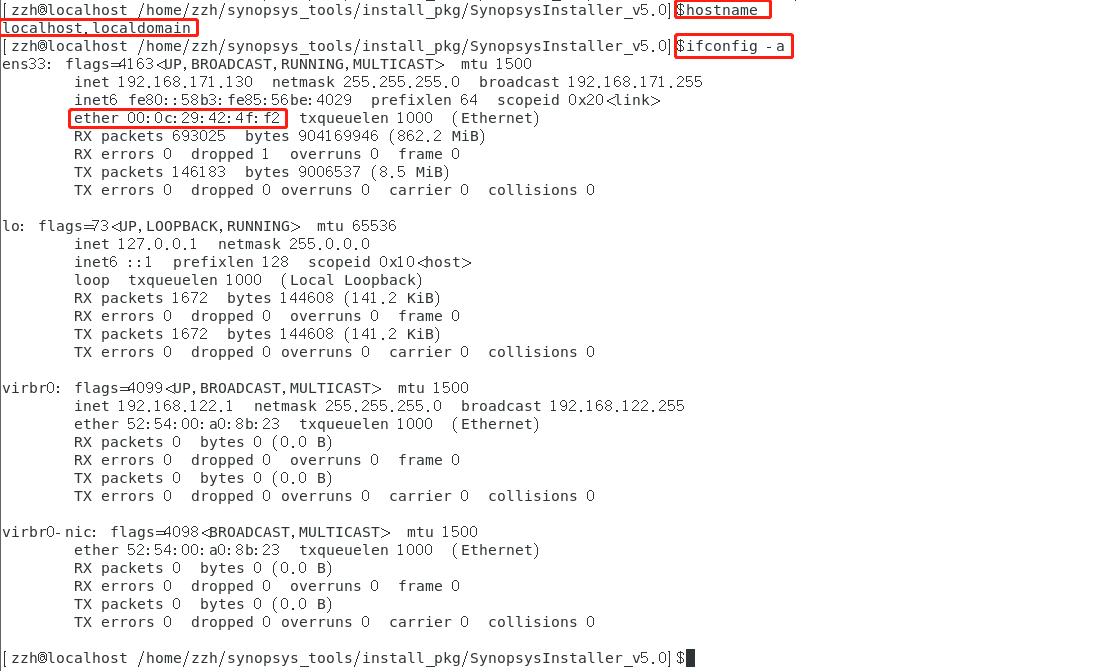 [zzh@localhost /home/zzh/synopsys_tools/install_pkg/SynopsysInstaller_v5.0]$hostname
localhost.localdomain
[zzh@localhost /home/zzh/synopsys_tools/install_pkg/SynopsysInstaller_v5.0]$ifconfig -a
ens33: flags=4163<UP,BROADCAST,RUNNING,MULTICAST>  mtu 1500
        inet 192.168.171.130  netmask 255.255.255.0  broadcast 192.168.171.255
        inet6 fe80::58b3:fe85:56be:4029  prefixlen 64  scopeid 0x20<link>
        ether 00:0c:29:42:4f:f2  txqueuelen 1000  (Ethernet)
        RX packets 693025  bytes 904169946 (862.2 MiB)
        RX errors 0  dropped 1  overruns 0  frame 0
        TX packets 146183  bytes 9006537 (8.5 MiB)
        TX errors 0  dropped 0 overruns 0  carrier 0  collisions 0

lo: flags=73<UP,LOOPBACK,RUNNING>  mtu 65536
        inet 127.0.0.1  netmask 255.0.0.0
        inet6 ::1  prefixlen 128  scopeid 0x10<host>
        loop  txqueuelen 1000  (Local Loopback)
        RX packets 1672  bytes 144608 (141.2 KiB)
        RX errors 0  dropped 0  overruns 0  frame 0
        TX packets 1672  bytes 144608 (141.2 KiB)
        TX errors 0  dropped 0 overruns 0  carrier 0  collisions 0

virbr0: flags=4099<UP,BROADCAST,MULTICAST>  mtu 1500
        inet 192.168.122.1  netmask 255.255.255.0  broadcast 192.168.122.255
        ether 52:54:00:a0:8b:23  txqueuelen 1000  (Ethernet)
        RX packets 0  bytes 0 (0.0 B)
        RX errors 0  dropped 0  overruns 0  frame 0
        TX packets 0  bytes 0 (0.0 B)
        TX errors 0  dropped 0 overruns 0  carrier 0  collisions 0

virbr0-nic: flags=4098<BROADCAST,MULTICAST>  mtu 1500
        ether 52:54:00:a0:8b:23  txqueuelen 1000  (Ethernet)
        RX packets 0  bytes 0 (0.0 B)
        RX errors 0  dropped 0  overruns 0  frame 0
        TX packets 0  bytes 0 (0.0 B)
        TX errors 0  dropped 0 overruns 0  carrier 0  collisions 0

[zzh@localhost /home/zzh/synopsys_tools/install_pkg/SynopsysInstaller_v5.0]$